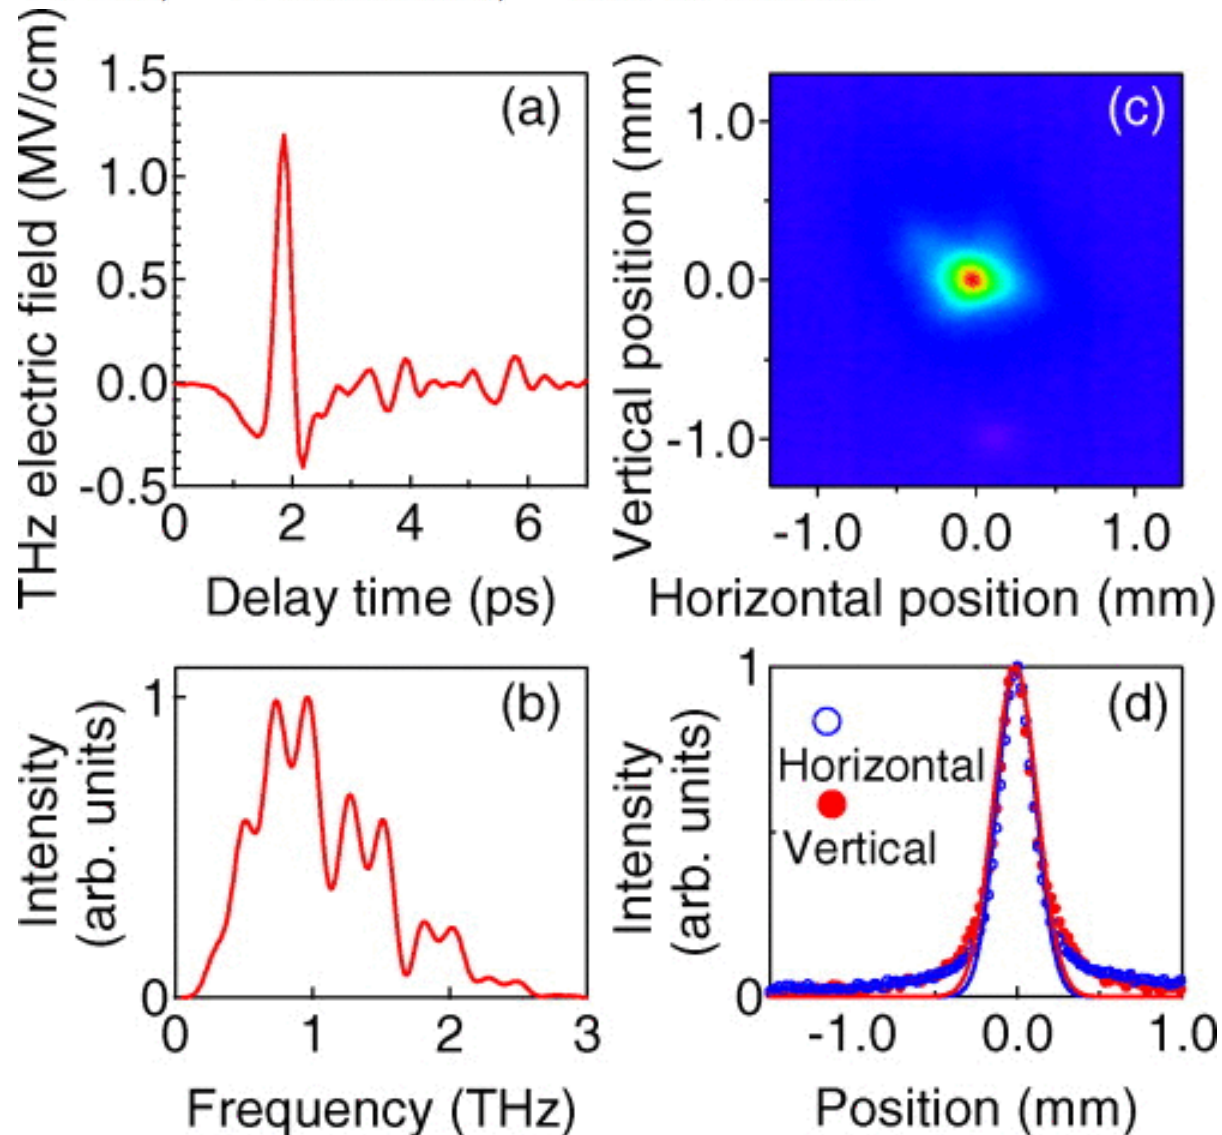 (a)
THz electric field (MV/cm)
1.5
1.0
0.5
0.0
-0.5
0 2 4 6
Delay time (ps)
(c)
Vertical position (mm)
1.0
0.0
-1.0
-1.0 0.0 1.0
Horizontal position (mm)
(b)
Intensity
(arb. units)
1
0
0 1 2 3
Frequency (THz)
(d)
Intensity
(arb. units)
1
0
Horizontal
Vertical
-1.0 0.0 1.0
Position (mm)